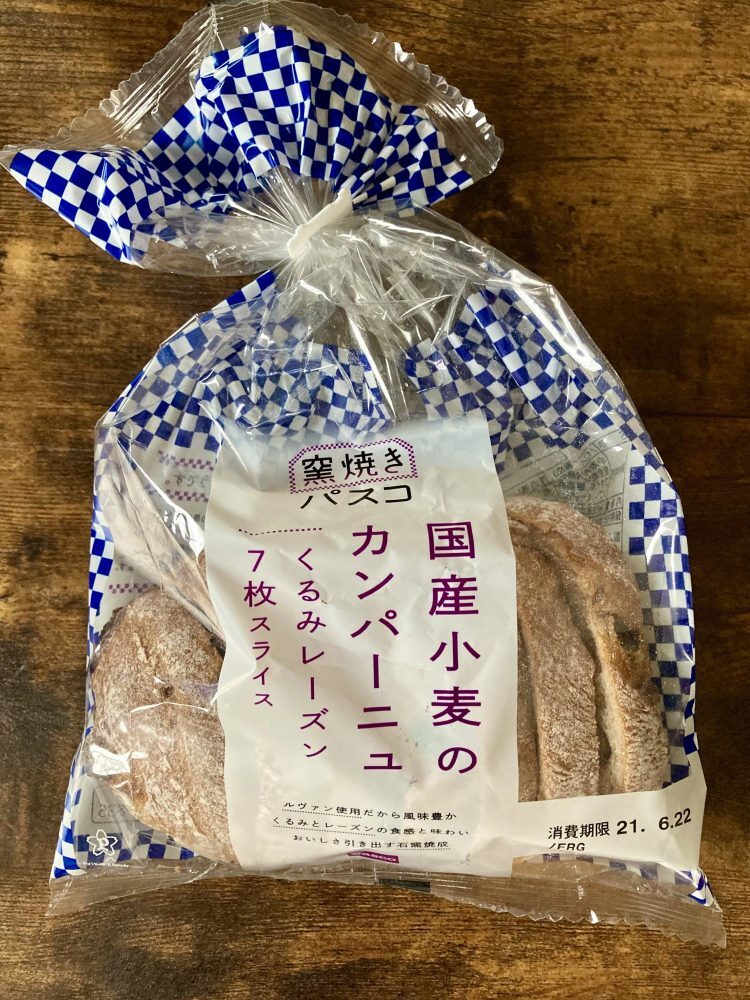 窯焼き
パスコ
国産小麦の
カンパーニュ
くるみレーズン
7枚スライス
ルヴァン使用だから風味豊か
くるみとレーズンの食感と味わい
おいしさ引き出す石窯焼成
消費期限 21. 6.22
/FRG